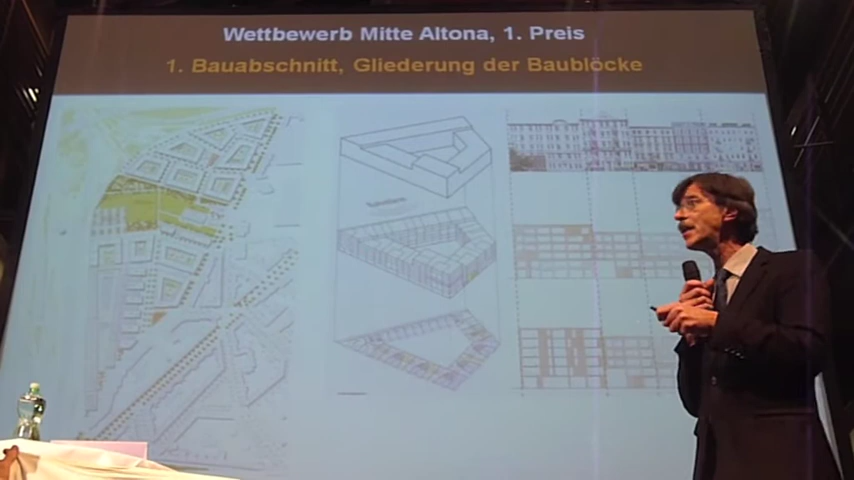 Wettbewerb Mitte Altona, 1. Preis
1. Bauabschnitt, Gliederung der Baublöcke